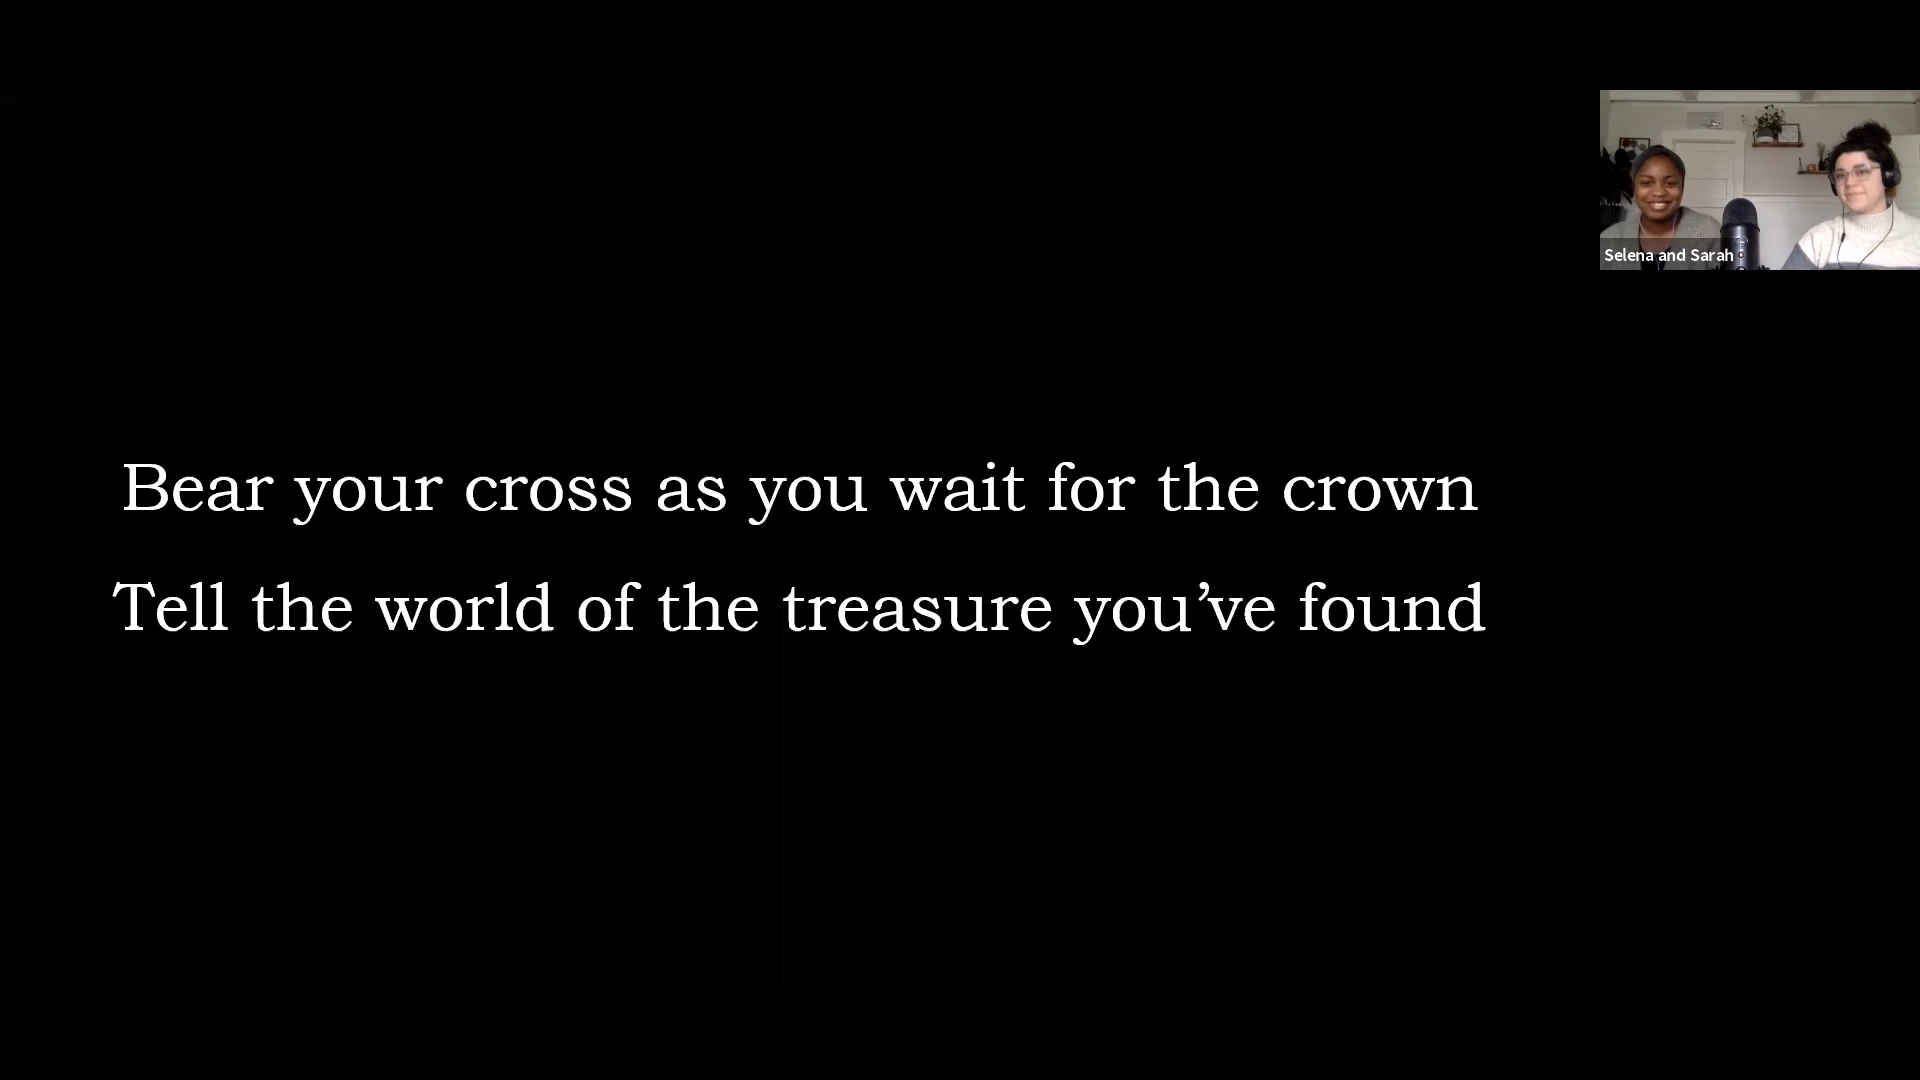 Selena and Sarah
Bear your cross as you wait for the crown
Tell the world of the treasure you’ve found